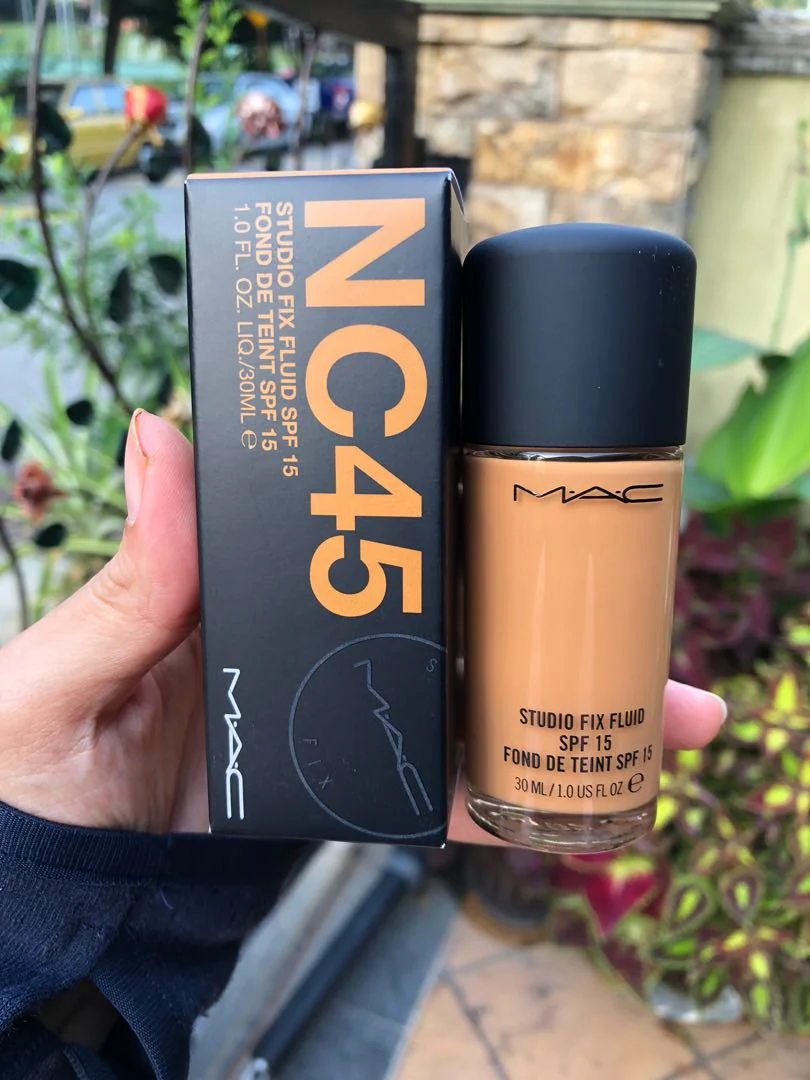 NC45
STUDIO FIX FLUID SPF 15
FOND DE TEINT SPF 15
1.0 FL. OZ. LIQ./30ML ℮
M·A·C
S
FIX
M·A·C
M·A·C
STUDIO FIX FLUID
SPF 15
FOND DE TEINT SPF 15
30 ML/1.0 US FL OZ ℮